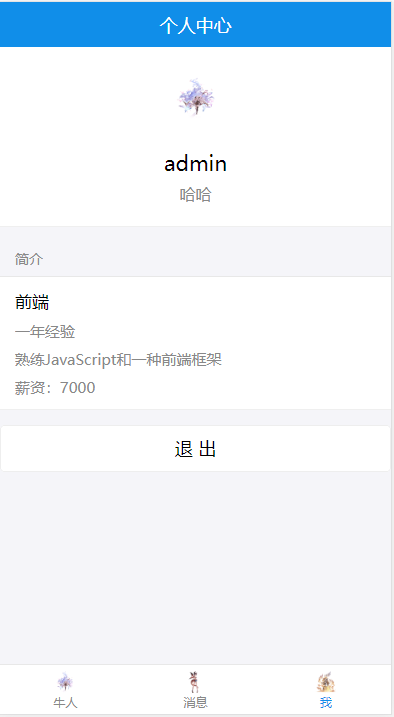 个人中心
admin
哈哈
简介
前端
一年经验
熟练JavaScript和一种前端框架
薪资：7000
退 出
牛人
消息
我